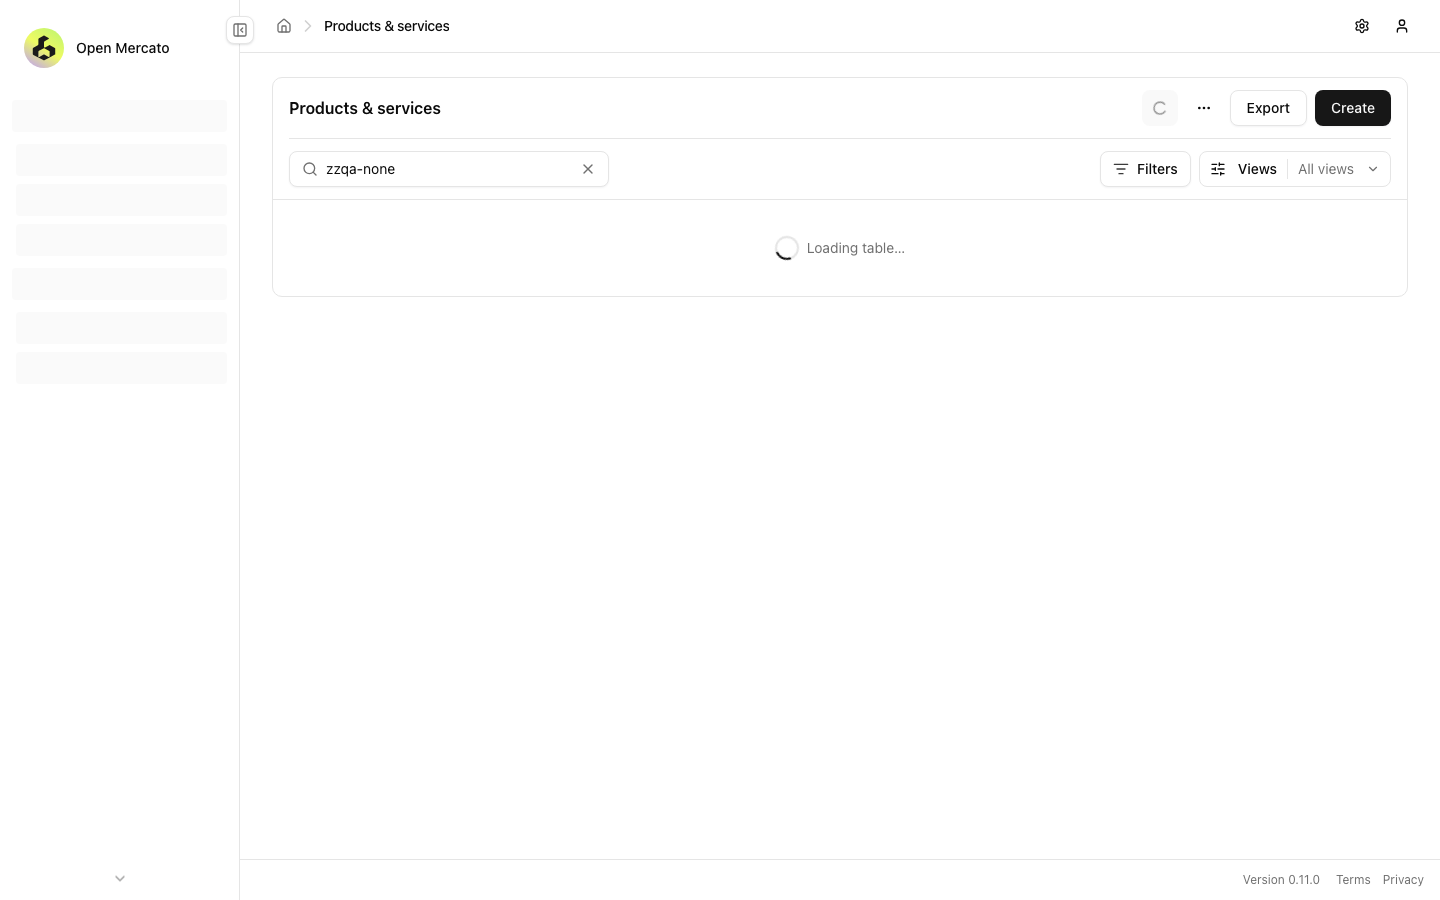 Open Mercato
Products & services
Products & services
Export
Create
zzqa-none
Filters
Views
All views
Loading table...
Version 0.11.0
Terms
Privacy